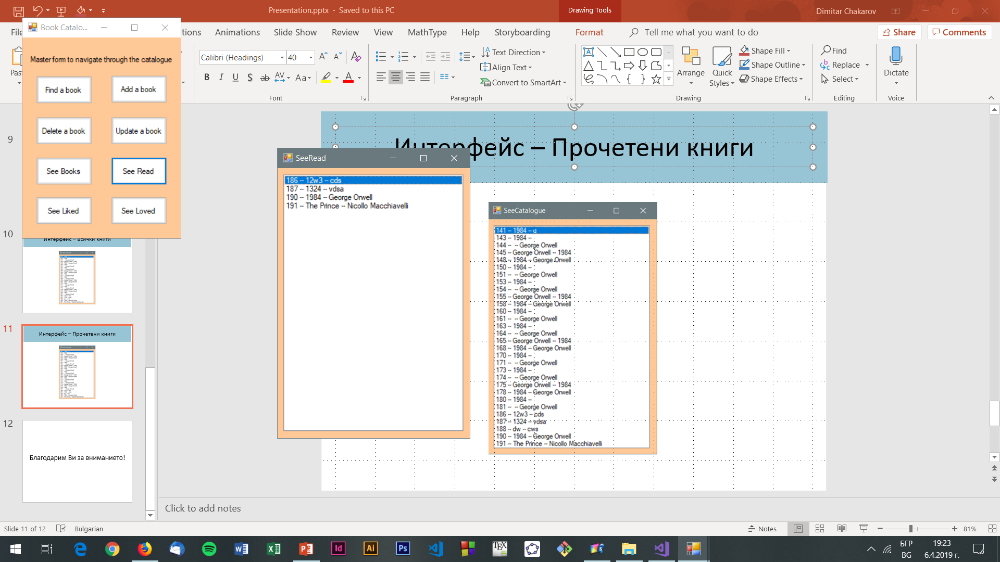 Presentation.pptx - Saved to this PC
Drawing Tools
Dimitar Chakarov
Book Catalo...
Animations
Slide Show
Review
View
MathType
Help
Storyboarding
Format
Tell me what you want to do
Share
Comments
Master form to navigate through the catalogue
Find a book
Add a book
Delete a book
Update a book
See Books
See Read
See Liked
See Loved
Calibri (Headings)
40
Text Direction
Align Text
Convert to SmartArt
Arrange
Quick
Styles
Shape Fill
Shape Outline
Shape Effects
Find
Replace
Select
Dictate
Font
Paragraph
Drawing
Editing
Voice
Интерфейс – Прочетени книги
SeeRead
186 -- 12w3 -- cds
187 -- 1324 -- vdsa
190 -- 1984 -- George Orwell
191 -- The Prince -- Nicollo Macchiavelli
SeeCatalogue
141 -- 1984 -- g
143 -- 1984 --
144 -- -- George Orwell
145 -- George Orwell -- 1984
148 -- 1984 -- George Orwell
150 -- 1984 --
151 -- -- George Orwell
153 -- 1984 --
154 -- -- George Orwell
155 -- George Orwell -- 1984
158 -- 1984 -- George Orwell
160 -- 1984 --
161 -- -- George Orwell
163 -- 1984 --
164 -- -- George Orwell
165 -- George Orwell -- 1984
168 -- 1984 -- George Orwell
170 -- 1984 --
171 -- -- George Orwell
173 -- 1984 --
174 -- -- George Orwell
175 -- George Orwell -- 1984
178 -- 1984 -- George Orwell
180 -- 1984 --
181 -- -- George Orwell
186 -- 12w3 -- cds
187 -- 1324 -- vdsa
188 -- dw -- cws
190 -- 1984 -- George Orwell
191 -- The Prince -- Nicollo Macchiavelli
9
10
Интерфейс – Всички книги
11
Интерфейс – Прочетени книги
12
Благодарим Ви за вниманието!
Click to add notes
Slide 11 of 12
Bulgarian
Notes
81%
БГР
BG
19:23
6.4.2019 г.